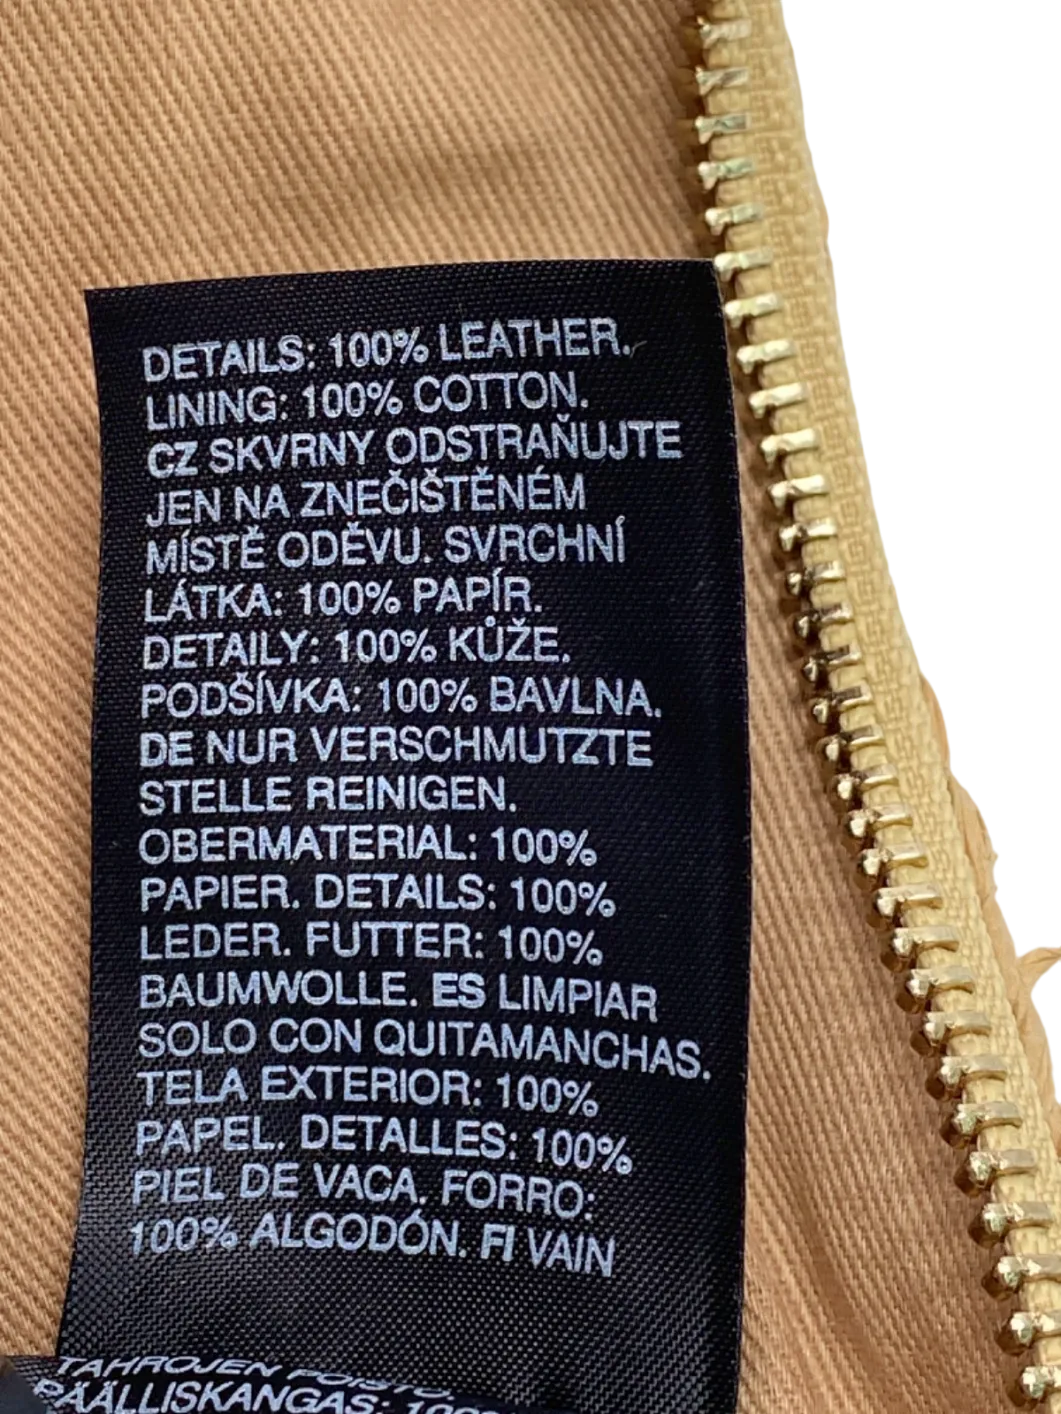 DETAILS: 100% LEATHER.
LINING: 100% COTTON.
CZ SKVRNY ODSTRAŇUJTE
JEN NA ZNEČIŠTĚNÉM
MÍSTĚ ODĚVU. SVRCHNÍ
LÁTKA: 100% PAPÍR.
DETAILY: 100% KŮŽE.
PODŠÍVKA: 100% BAVLNA.
DE NUR VERSCHMUTZTE
STELLE REINIGEN.
OBERMATERIAL: 100%
PAPIER. DETAILS: 100%
LEDER. FUTTER: 100%
BAUMWOLLE. ES LIMPIAR
SOLO CON QUITAMANCHAS.
TELA EXTERIOR: 100%
PAPEL. DETALLES: 100%
PIEL DE VACA. FORRO:
100% ALGODÓN. FI VAIN
TAHROJEN POISTO.
PÄÄLLISKANGAS: 100%